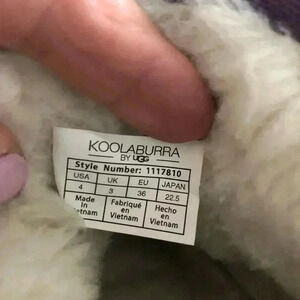 KOOLABURRA
BY UGG
Style Number: 1117810
USA UK EU JAPAN
4 3 36 22.5
Made Fabriqué Hecho
in en en
Vietnam Vietnam Vietnam